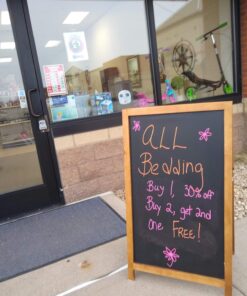 ALL
Bedding
Buy 1, 30% off
Buy 2, get 2nd
one FREE!